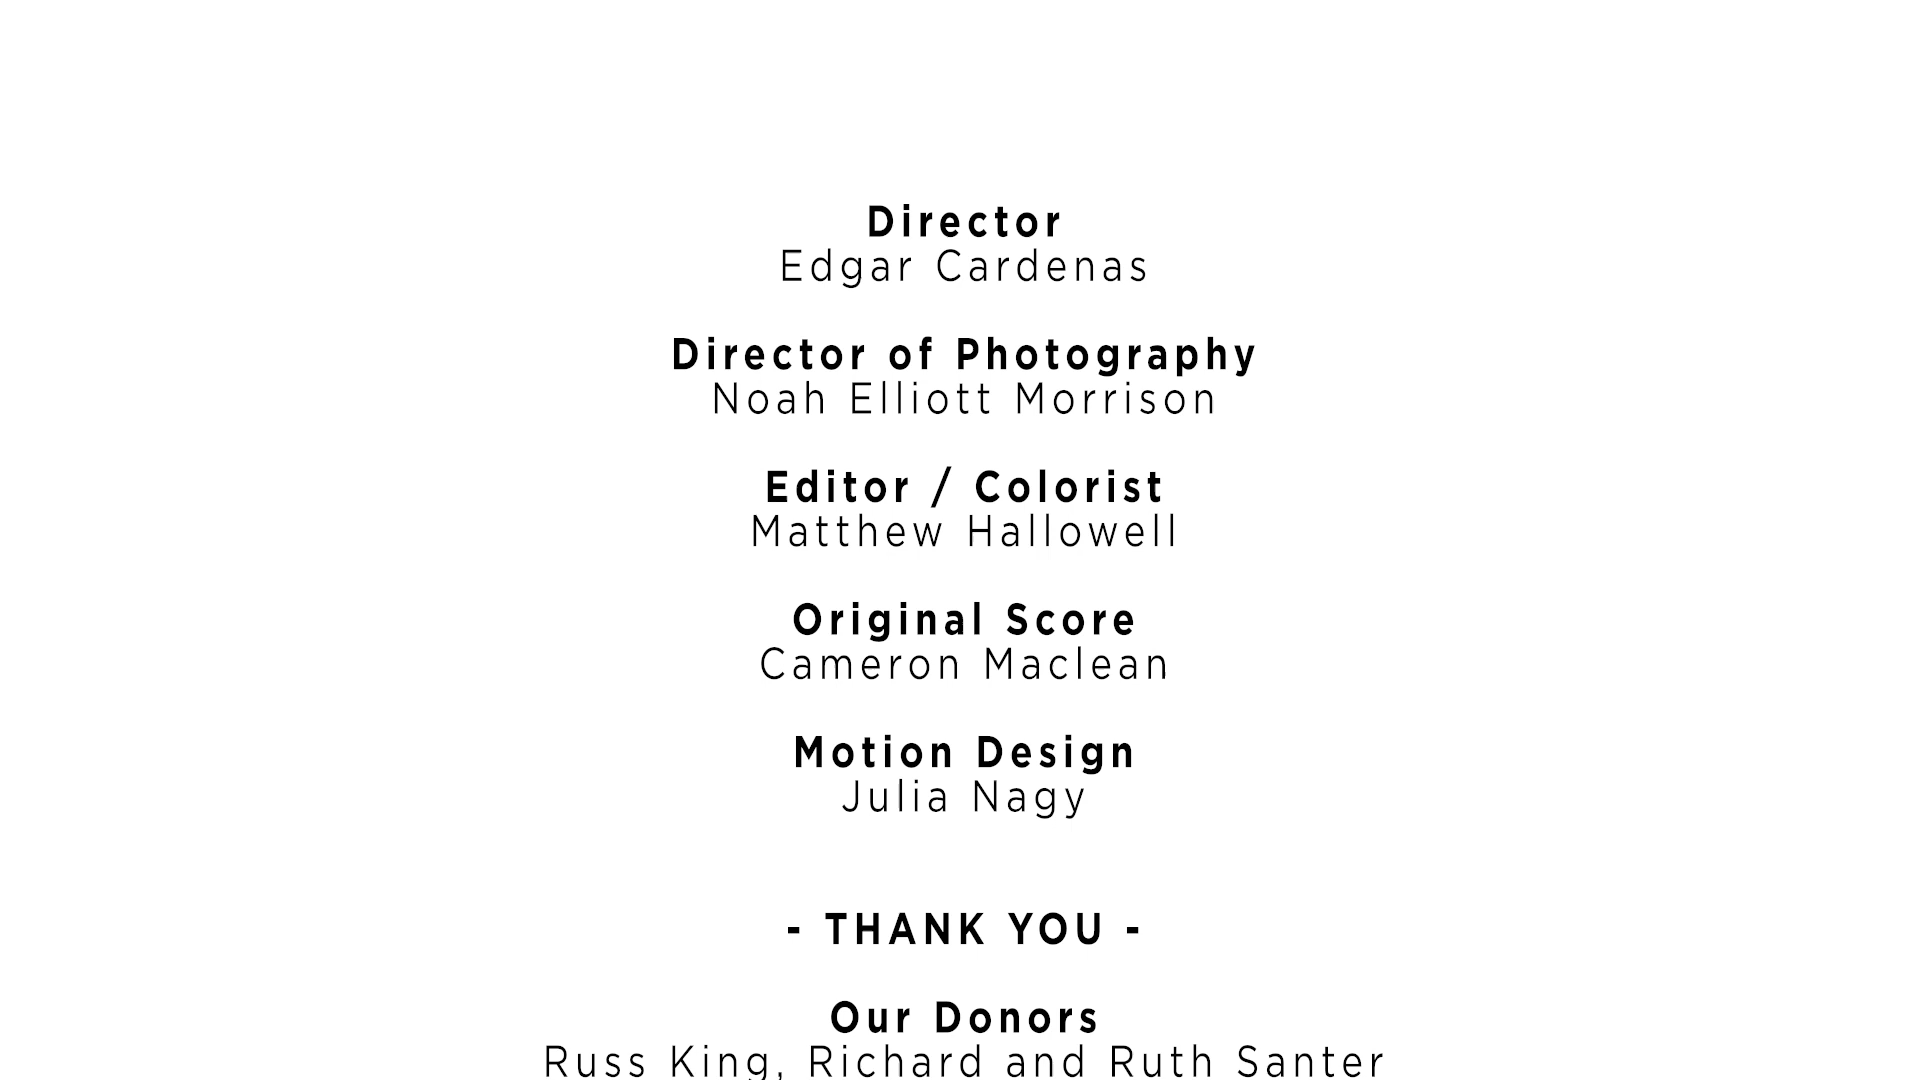 Director
Edgar Cardenas
Director of Photography
Noah Elliott Morrison
Editor / Colorist
Matthew Hallowell
Original Score
Cameron Maclean
Motion Design
Julia Nagy
- THANK YOU -
Our Donors
Russ King, Richard and Ruth Santer